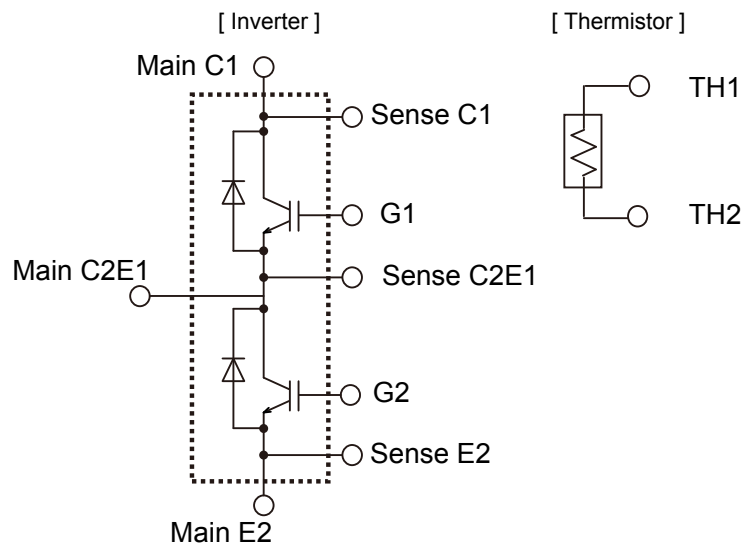 [ Inverter ]
[ Thermistor ]
Main C1
TH1
Sense C1
G1
TH2
Main C2E1
Sense C2E1
G2
Sense E2
Main E2